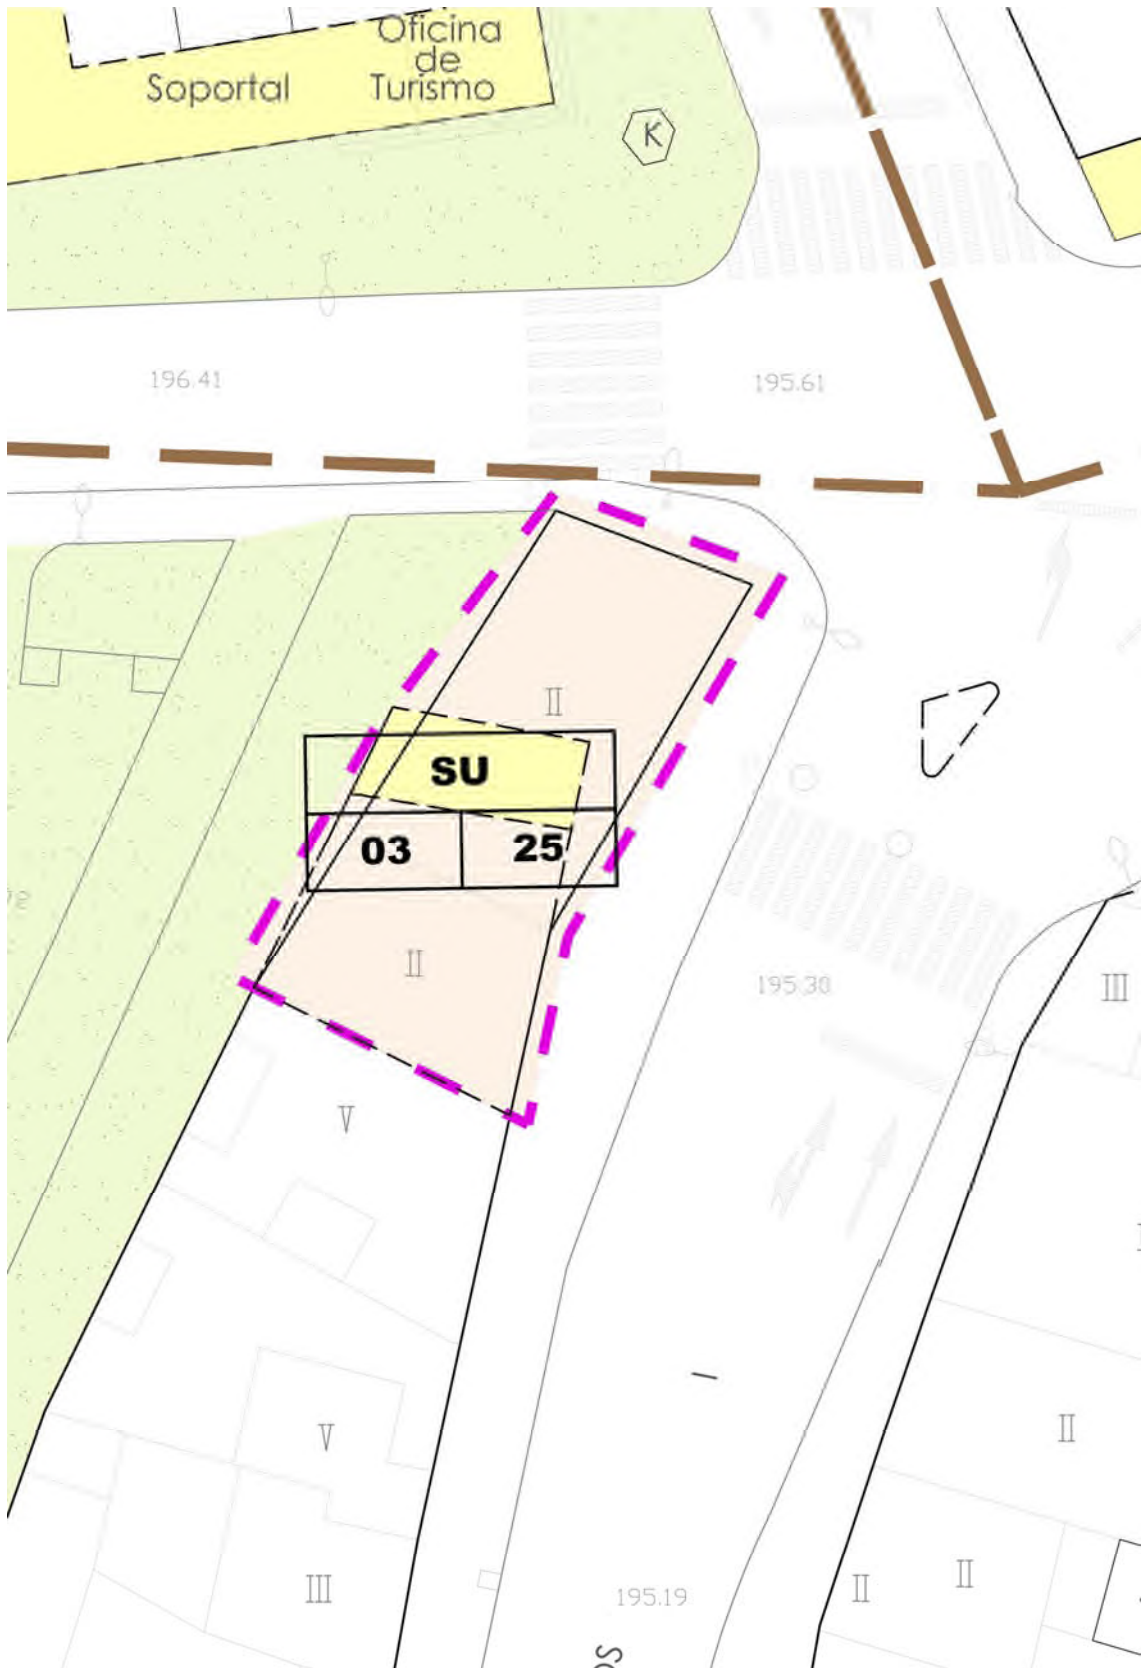 Oficina
de
Turismo
Soportal
K
196.41
195.61
II
SU
03
25
II
195.30
III
V
V
II
III
II
II
195.19